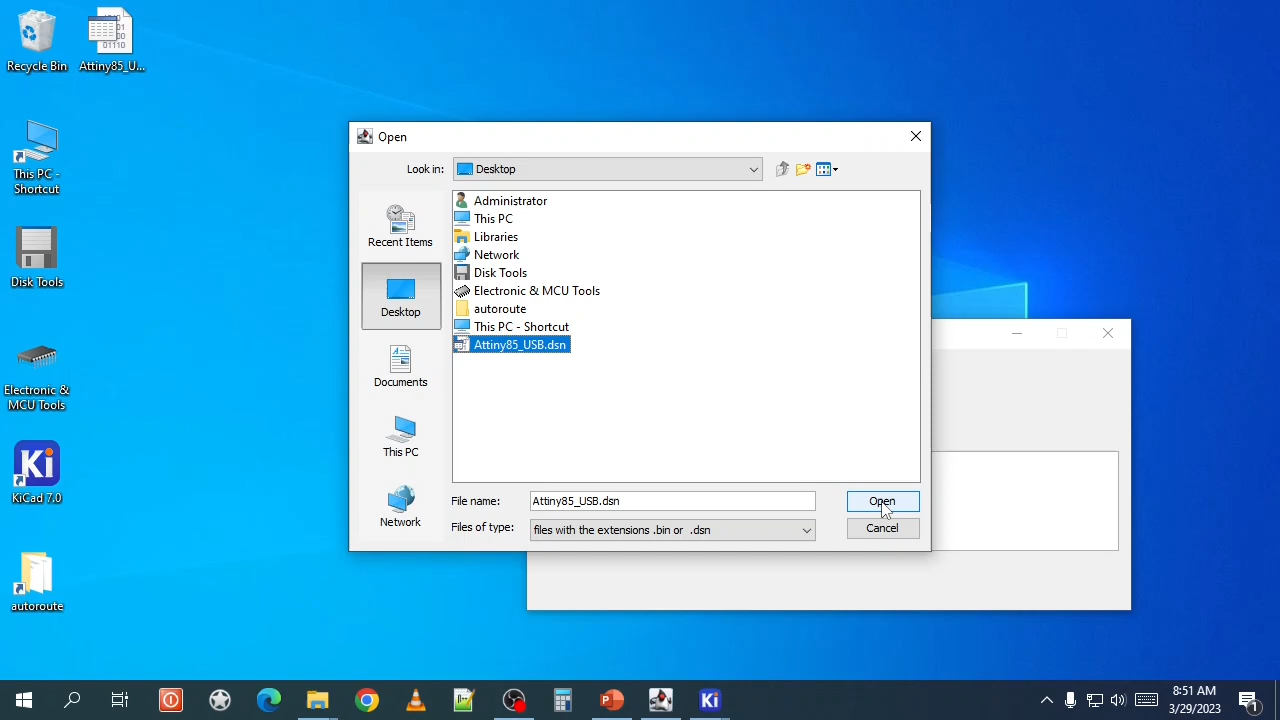 Recycle Bin
Attiny85_U...
This PC -
Shortcut
Disk Tools
Electronic &
MCU Tools
Ki
KiCad 7.0
autoroute
Open
Look in:
Desktop
Recent Items
Desktop
Documents
This PC
Network
Administrator
This PC
Libraries
Network
Disk Tools
Electronic & MCU Tools
autoroute
This PC - Shortcut
Attiny85_USB.dsn
File name:
Attiny85_USB.dsn
Open
Files of type:
files with the extensions .bin or .dsn
Cancel
Ki
8:51 AM
3/29/2023
1